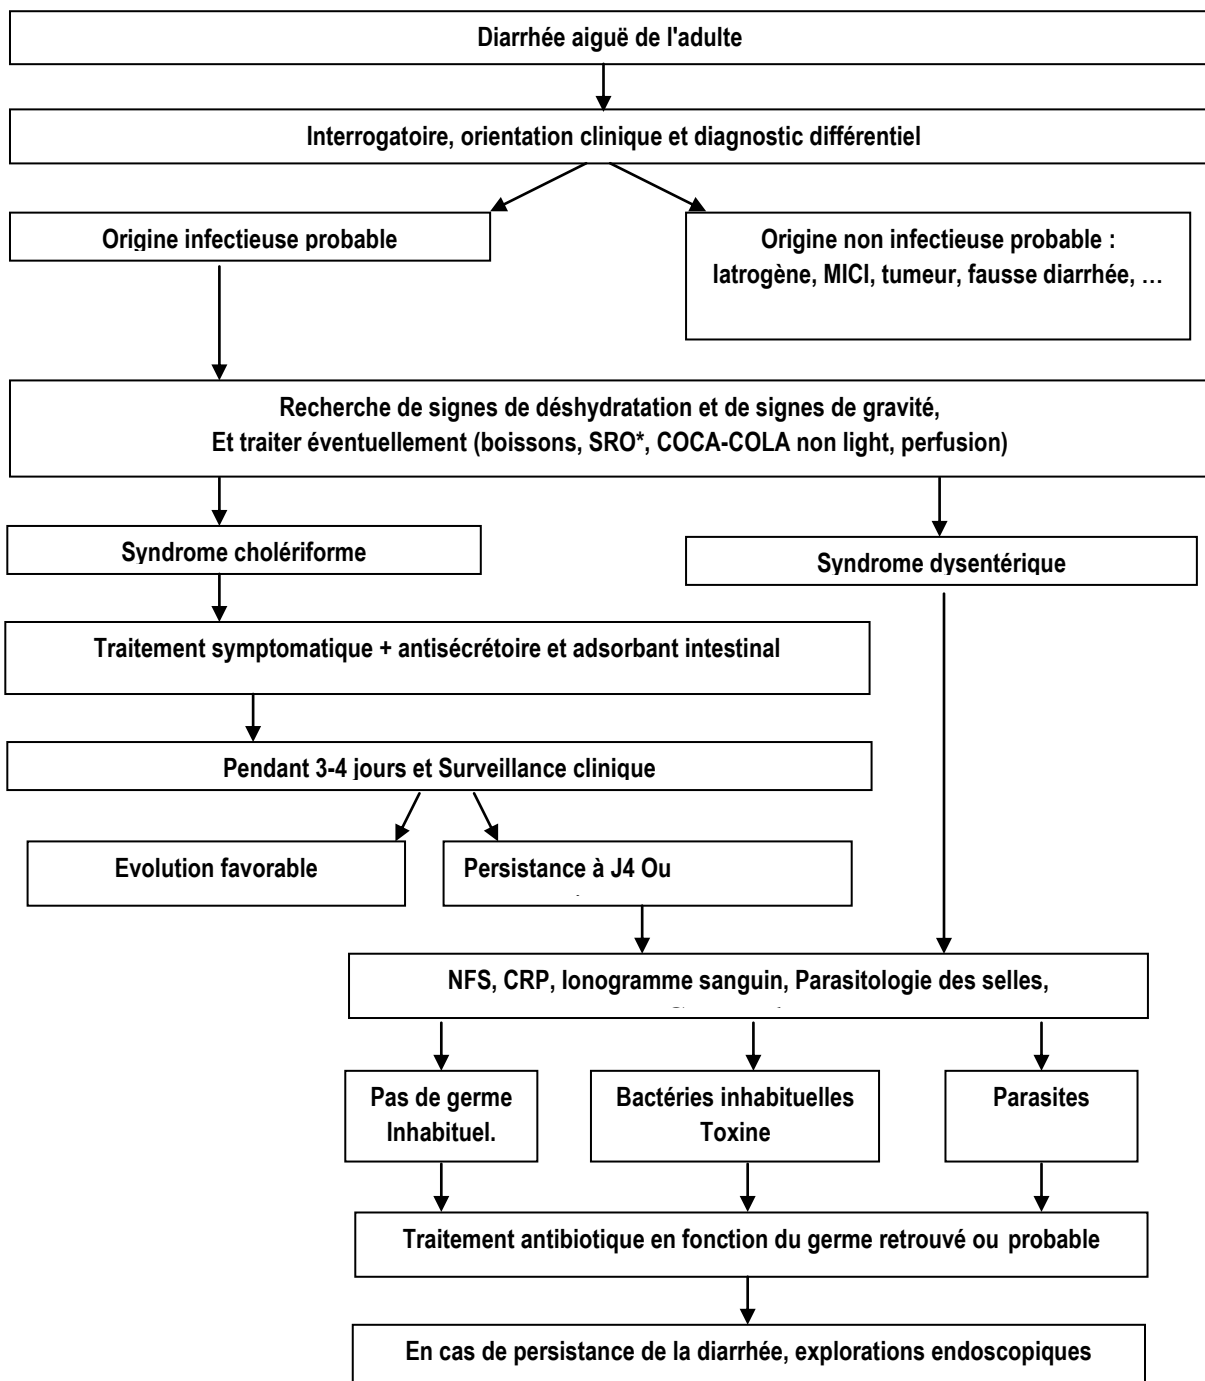 Diarrhée aiguë de l'adulte
Interrogatoire, orientation clinique et diagnostic différentiel
Origine infectieuse probable
Origine non infectieuse probable :
Iatrogène, MICI, tumeur, fausse diarrhée, …
Recherche de signes de déshydratation et de signes de gravité,
Et traiter éventuellement (boissons, SRO*, COCA-COLA non light, perfusion)
Syndrome cholériforme
Syndrome dysentérique
Traitement symptomatique + antisécrétoire et adsorbant intestinal
Pendant 3-4 jours et Surveillance clinique
Evolution favorable
Persistance à J4 Ou
NFS, CRP, Ionogramme sanguin, Parasitologie des selles,
Pas de germe
Inhabituel.
Bactéries inhabituelles
Toxine
Parasites
Traitement antibiotique en fonction du germe retrouvé ou probable
En cas de persistance de la diarrhée, explorations endoscopiques